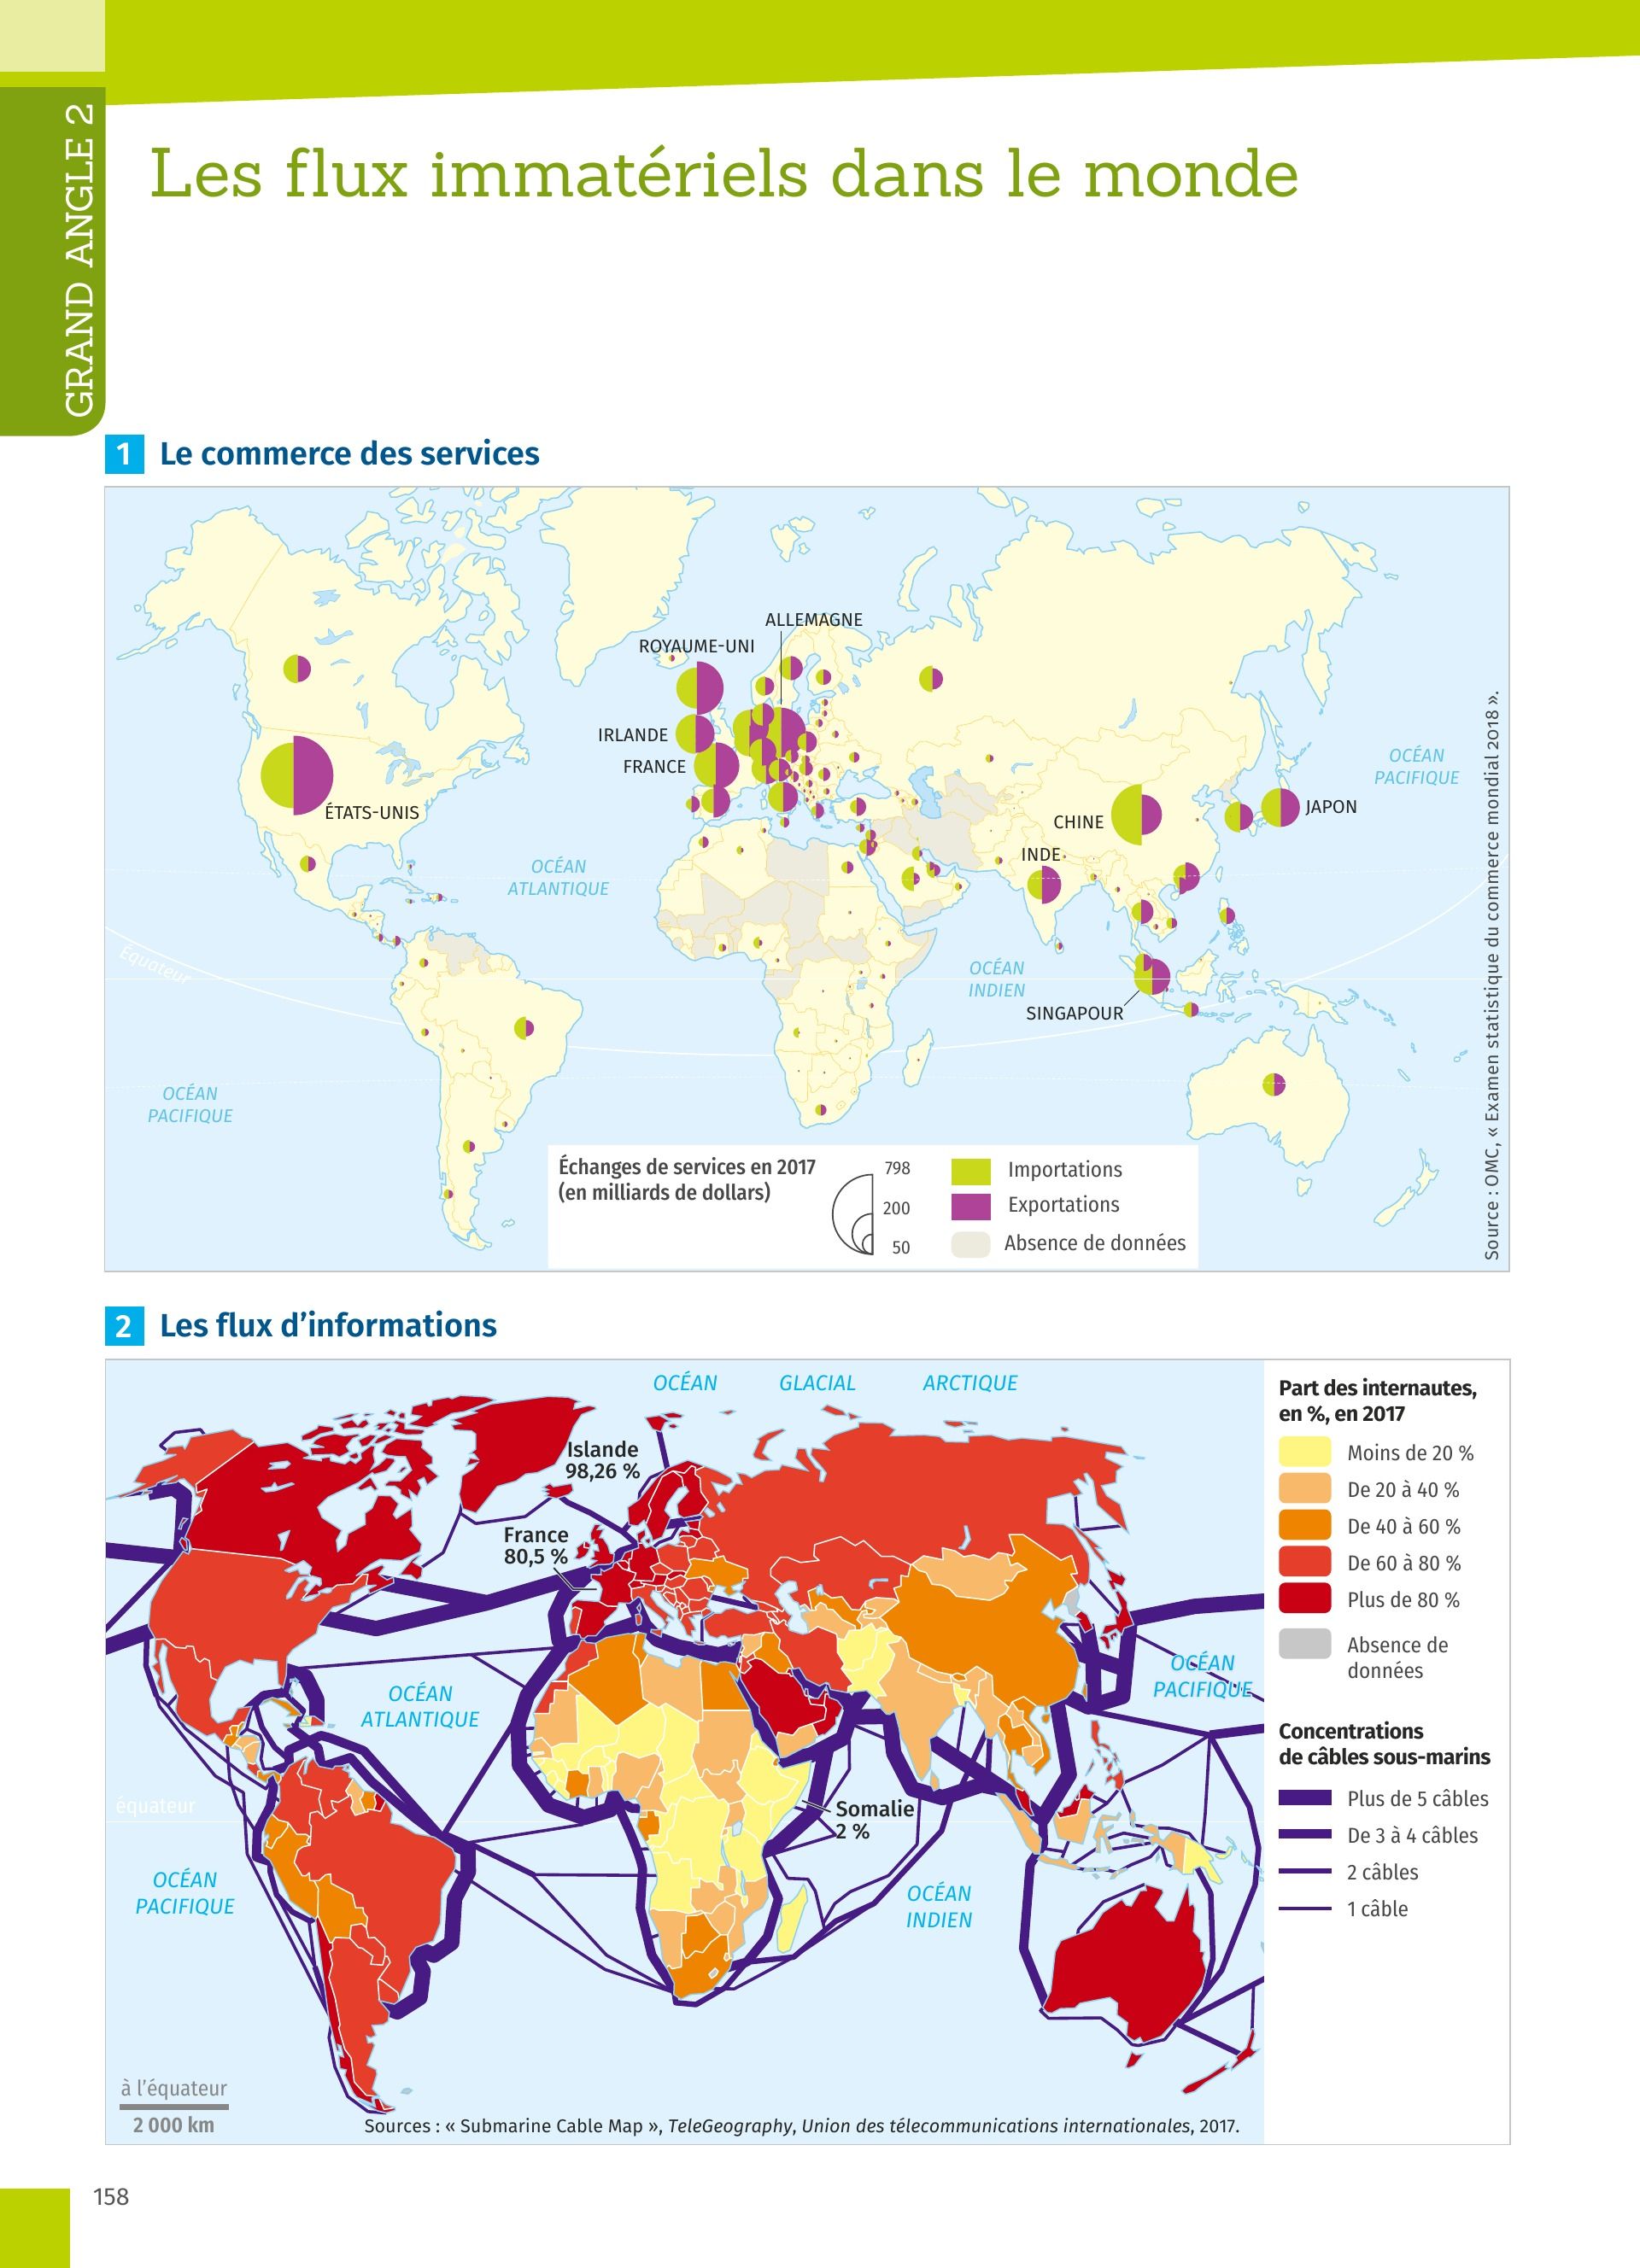 GRAND ANGLE 2
Les flux immatériels dans le monde
1 Le commerce des services
ALLEMAGNE
ROYAUME-UNI
IRLANDE
FRANCE
ÉTATS-UNIS
CHINE
JAPON
INDE
SINGAPOUR
OCÉAN
PACIFIQUE
OCÉAN
ATLANTIQUE
Équateur
OCÉAN
INDIEN
OCÉAN
PACIFIQUE
Échanges de services en 2017
(en milliards de dollars)
798
200
50
Importations
Exportations
Absence de données
Source : OMC, « Examen statistique du commerce mondial 2018 ».
2 Les flux d’informations
OCÉAN GLACIAL ARCTIQUE
Islande
98,26 %
France
80,5 %
OCÉAN
PACIFIQUE
OCÉAN
ATLANTIQUE
équateur
Somalie
2 %
OCÉAN
PACIFIQUE
OCÉAN
INDIEN
à l’équateur
2 000 km
Sources : « Submarine Cable Map », TeleGeography, Union des télecommunications internationales, 2017.
Part des internautes,
en %, en 2017
Moins de 20 %
De 20 à 40 %
De 40 à 60 %
De 60 à 80 %
Plus de 80 %
Absence de
données
Concentrations
de câbles sous-marins
Plus de 5 câbles
De 3 à 4 câbles
2 câbles
1 câble
158